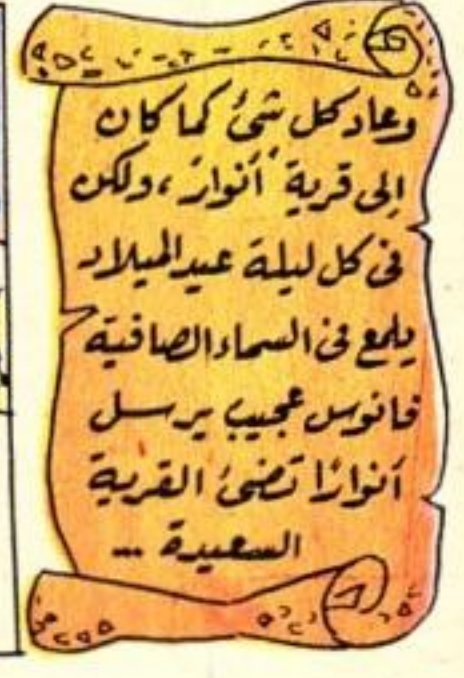 وعاد كل شئ كما كان
إلى قرية "أنوار"، ولكن
فى كل ليلة عيد الميلاد
يلمع فى السماء الصافية
فانوس عجيب يرسل
أنوارًا تضئ القرية
السعيدة ...